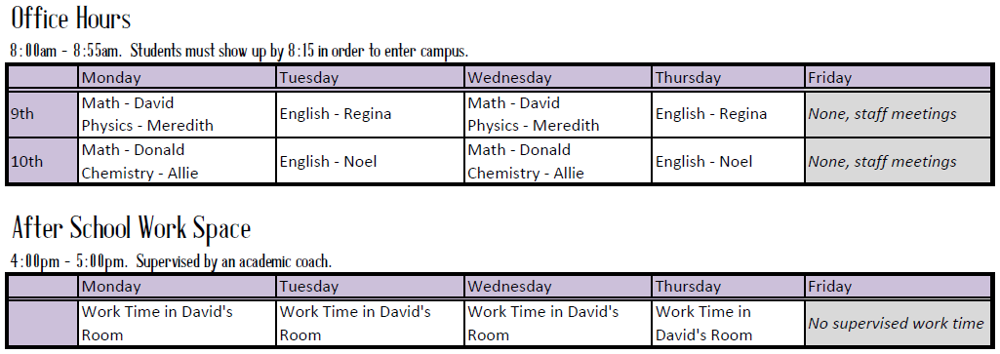 Office Hours
8:00am - 8:55am. Students must show up by 8:15 in order to enter campus.
Monday Tuesday Wednesday Thursday Friday
9th
Math - David
Physics - Meredith
English - Regina
Math - David
Physics - Meredith
English - Regina
None, staff meetings
10th
Math - Donald
Chemistry - Allie
English - Noel
Math - Donald
Chemistry - Allie
English - Noel
None, staff meetings
After School Work Space
4:00pm - 5:00pm. Supervised by an academic coach.
Monday Tuesday Wednesday Thursday Friday
Work Time in David's
Room
Work Time in David's
Room
Work Time in David's
Room
Work Time in
David's Room
No supervised work time